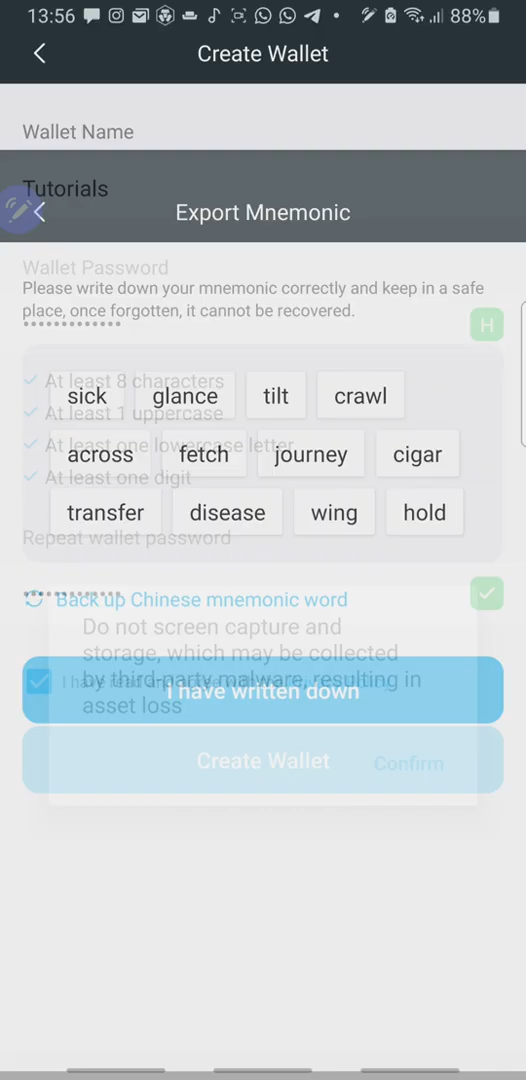 13:56
88%
Create Wallet
Wallet Name
Tutorials
Export Mnemonic
Wallet Password
Please write down your mnemonic correctly and keep in a safe
place, once forgotten, it cannot be recovered.
H
At least 8 characters
sick glance tilt crawl
At least 1 uppercase
At least one lowercase letter
across fetch journey cigar
At least one digit
transfer disease wing hold
Repeat wallet password
Back up Chinese mnemonic word
Do not screen capture and
storage, which may be collected
by third-party malware, resulting in
asset loss
I have read
I have written down
Create Wallet
Confirm